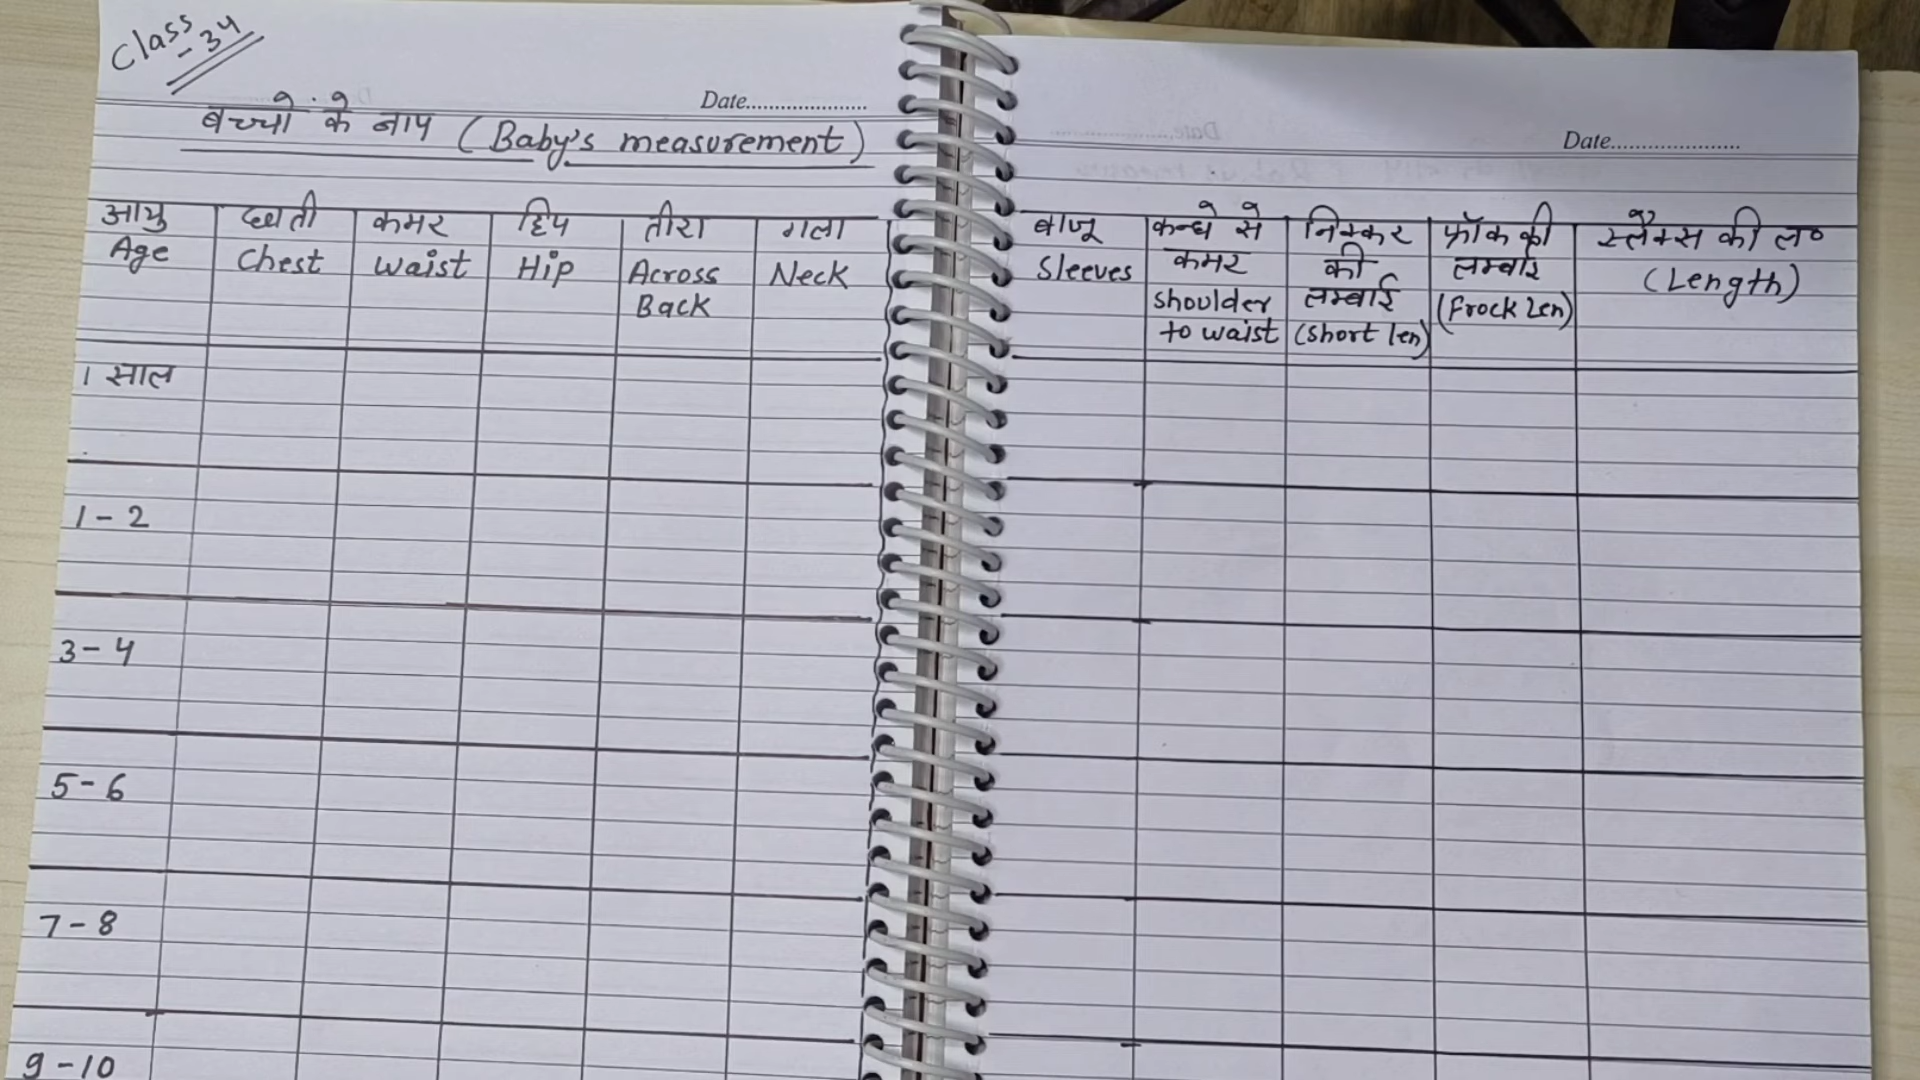 Class
- 34
Date....................
बच्चो के नाप (Baby's measurement)
आयु छाती कमर हिप तीरा गला
Age Chest Waist Hip Across Neck
Back
1 साल
1 - 2
3 - 4
5 - 6
7 - 8
9 - 10
Date....................
बाजू कन्धे से निक्कर फ्रॉक की स्लैक्स की ल०
Sleeves कमर की लम्बाई (Length)
shoulder लम्बाई (Frock Len)
to waist (short len)